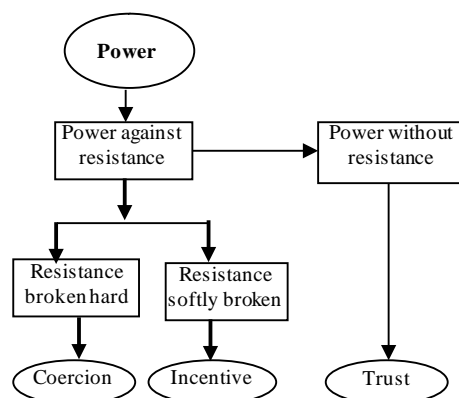 Power
Power against
resistance
Power without
resistance
Resistance
broken hard
Resistance
softly broken
Coercion
Incentive
Trust